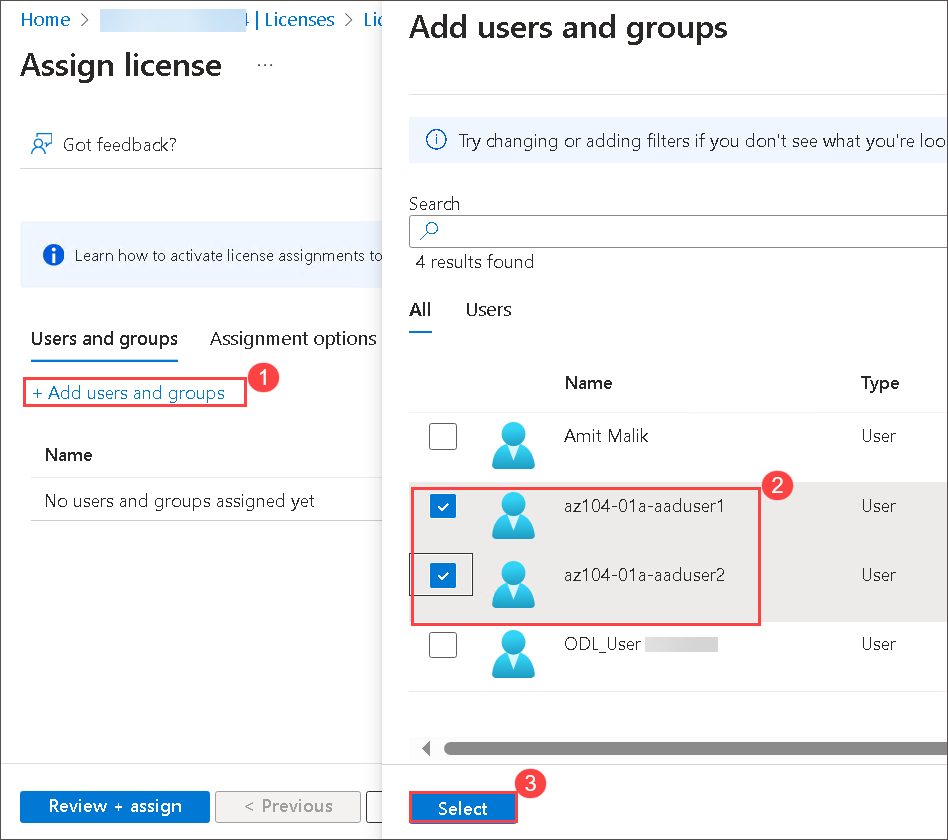 Home > | Licenses > Lic
Assign license ...
Got feedback?
Learn how to activate license assignments to
Users and groups Assignment options
+ Add users and groups 1
Name
No users and groups assigned yet
Review + assign < Previous
Add users and groups
Try changing or adding filters if you don't see what you're loo
Search
4 results found
All Users
Name Type
Amit Malik User
2
az104-01a-aaduser1 User
az104-01a-aaduser2 User
ODL_User User
3
Select